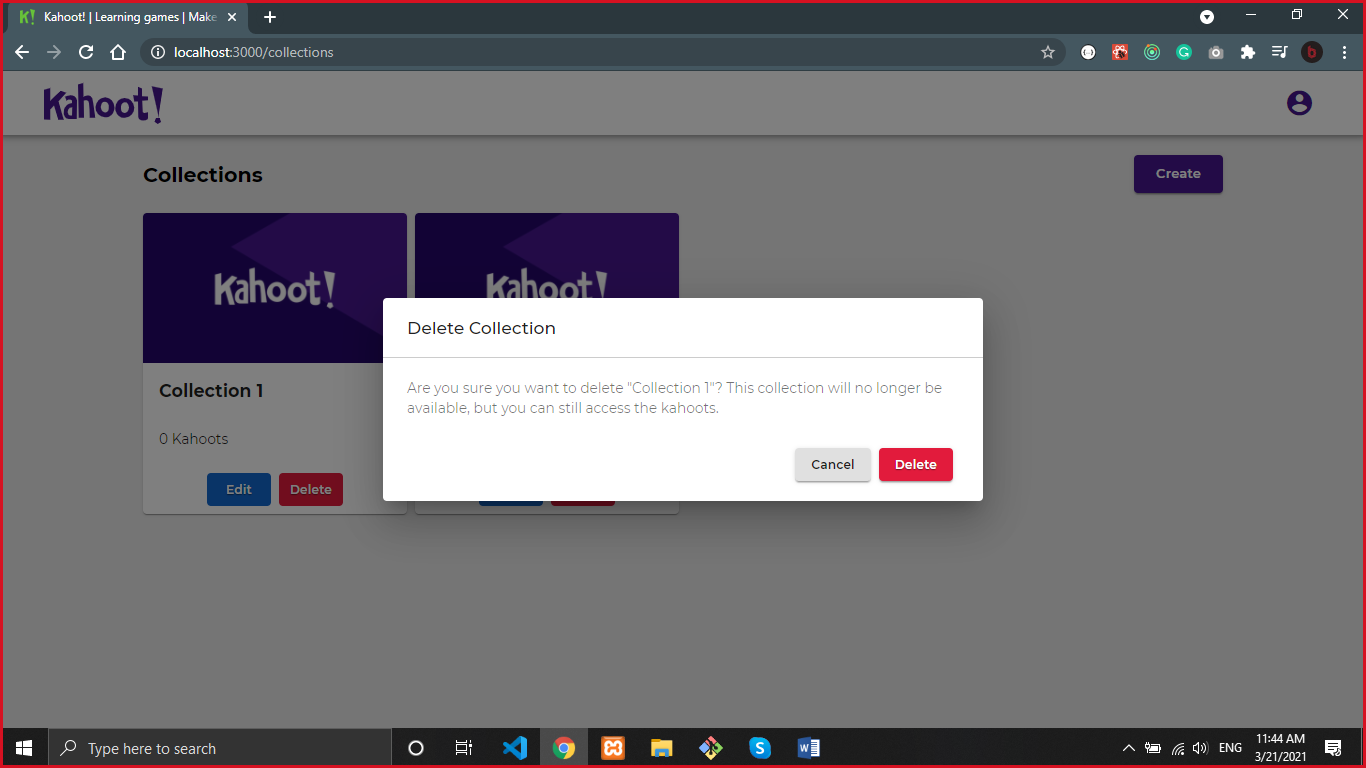 Kahoot! | Learning games | Make
localhost:3000/collections
Kahoot!
Collections
Create
Kahoot!
Kahoot!
Delete Collection
Are you sure you want to delete "Collection 1"? This collection will no longer be
available, but you can still access the kahoots.
Cancel
Delete
Collection 1
0 Kahoots
Edit
Delete
Type here to search
ENG
11:44 AM
3/21/2021